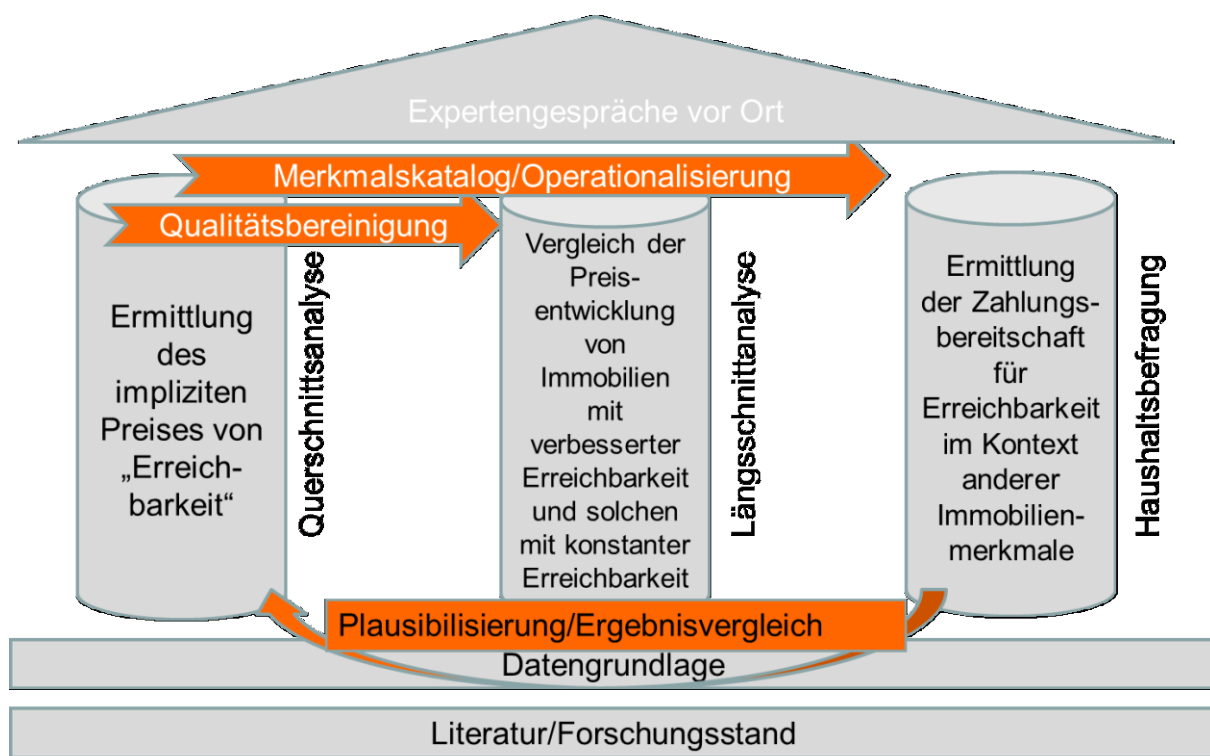 Expertengespräche vor Ort
Merkmalskatalog/Operationalisierung
Qualitätsbereinigung
Ermittlung
des
impliziten
Preises von
„Erreich-
barkeit“
Querschnittsanalyse
Vergleich der
Preis-
entwicklung
von
Immobilien
mit
verbesserter
Erreichbarkeit
und solchen
mit konstanter
Erreichbarkeit
Längsschnittanalyse
Ermittlung
der Zahlungs-
bereitschaft
für
Erreichbarkeit
im Kontext
anderer
Immobilien-
merkmale
Haushaltsbefragung
Plausibilisierung/Ergebnisvergleich
Datengrundlage
Literatur/Forschungsstand